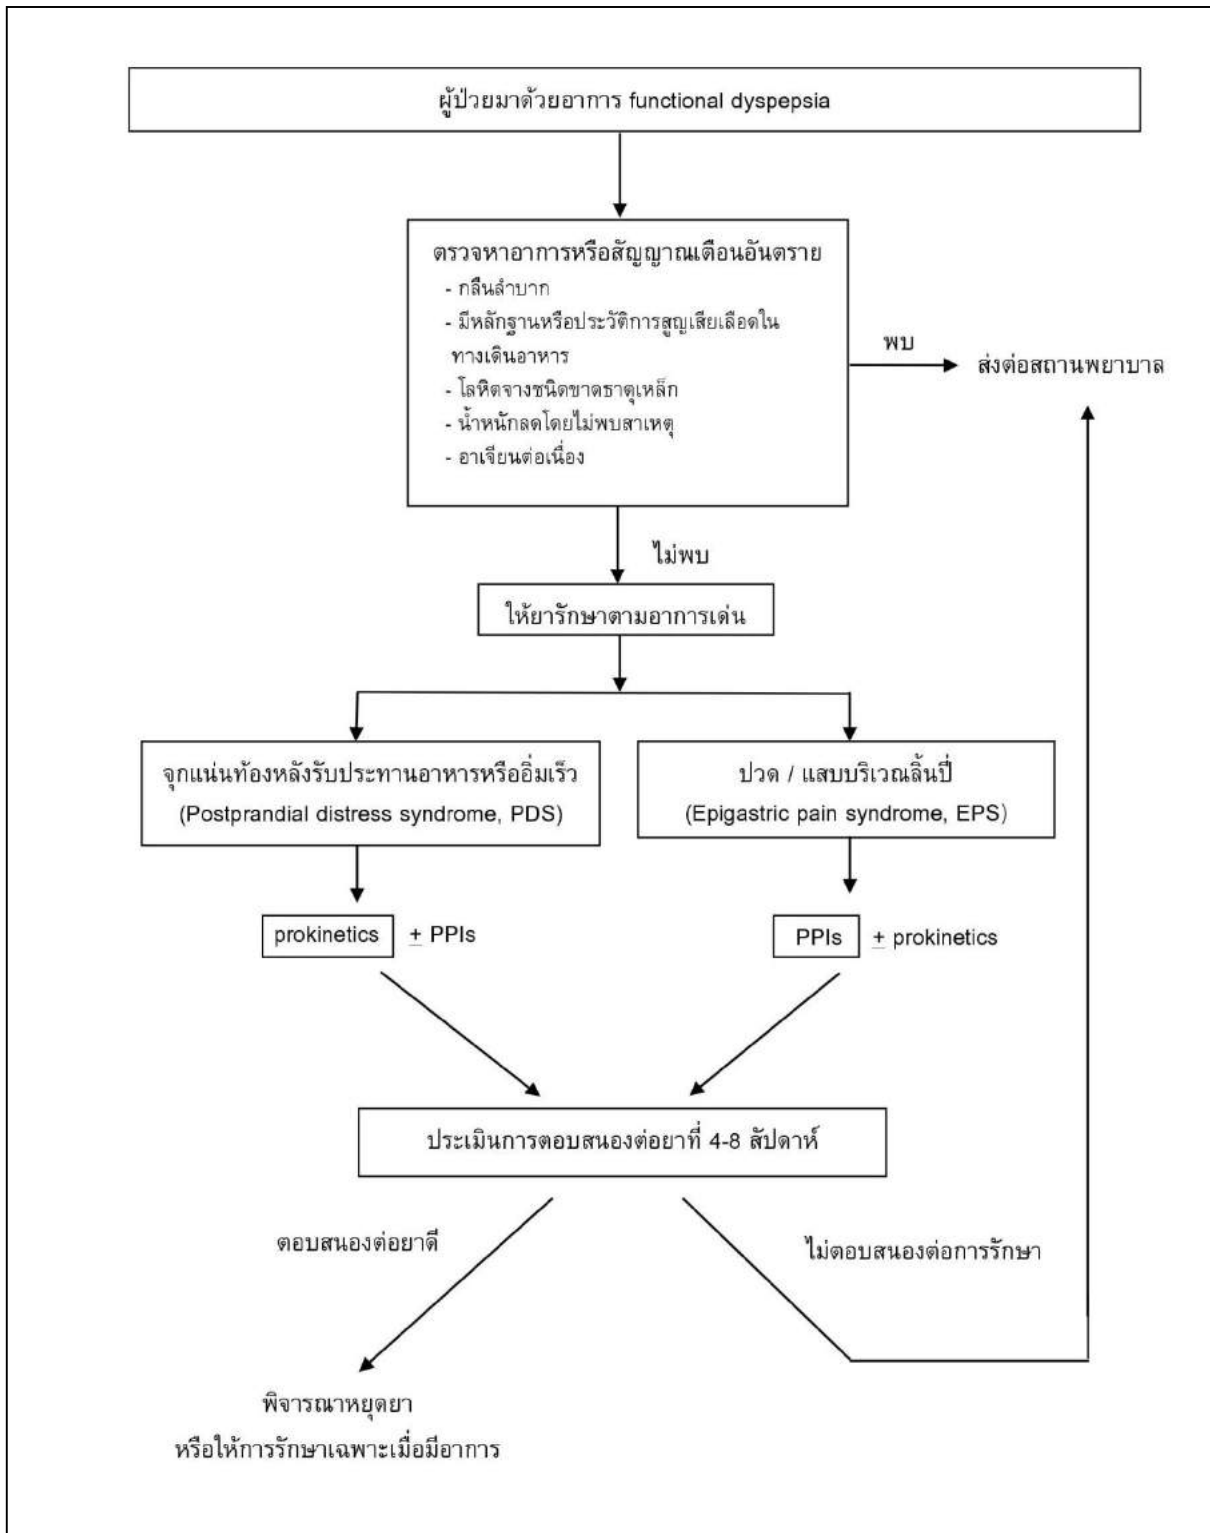 ผู้ป่วยมาด้วยอาการ functional dyspepsia
ตรวจหาอาการหรือสัญญาณเตือนอันตราย
- กลืนลำบาก
- มีหลักฐานหรือประวัติการสูญเสียเลือดใน
ทางเดินอาหาร
- โลหิตจางชนิดขาดธาตุเหล็ก
- น้ำหนักลดโดยไม่พบสาเหตุ
- อาเจียนต่อเนื่อง
พบ
ส่งต่อสถานพยาบาล
ไม่พบ
ให้ยารักษาตามอาการเด่น
จุกแน่นท้องหลังรับประทานอาหารหรืออิ่มเร็ว
(Postprandial distress syndrome, PDS)
ปวด / แสบบริเวณลิ้นปี่
(Epigastric pain syndrome, EPS)
prokinetics ± PPIs
PPIs ± prokinetics
ประเมินการตอบสนองต่อยาที่ 4-8 สัปดาห์
ตอบสนองต่อยาดี
ไม่ตอบสนองต่อการรักษา
พิจารณาหยุดยา
หรือให้การรักษาเฉพาะเมื่อมีอาการ